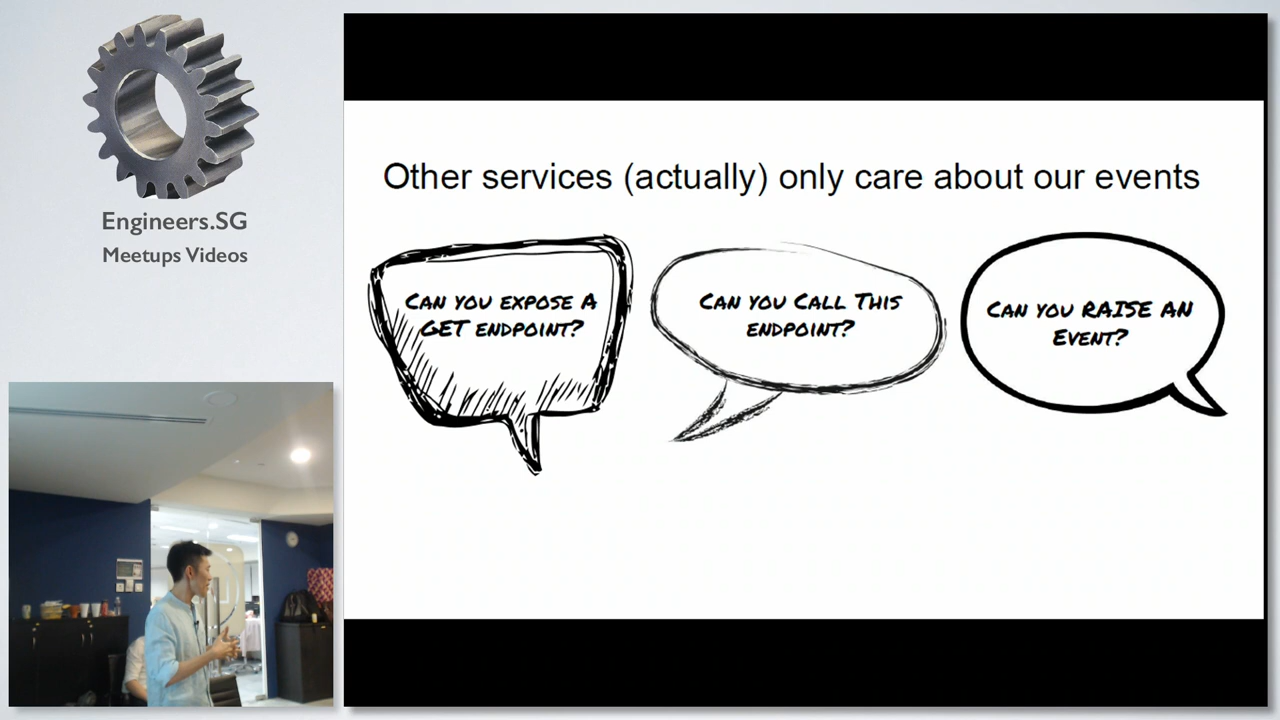 Engineers.SG
Meetups Videos
Other services (actually) only care about our events
CAN YOU EXPOSE A
GET ENDPOINT?
CAN YOU CALL THIS
ENDPOINT?
CAN YOU RAISE AN
EVENT?